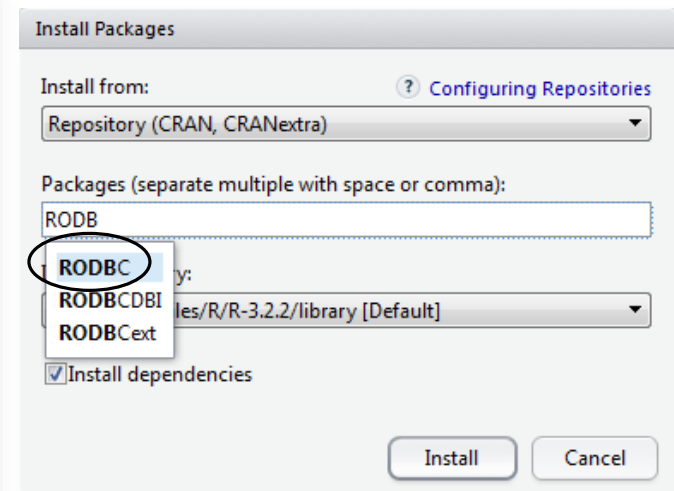 Install Packages
Install from:
? Configuring Repositories
Repository (CRAN, CRANextra)
Packages (separate multiple with space or comma):
RODB
RODBC
RODBCDBI
les/R/R-3.2.2/library [Default]
RODBCext
Install dependencies
Install
Cancel